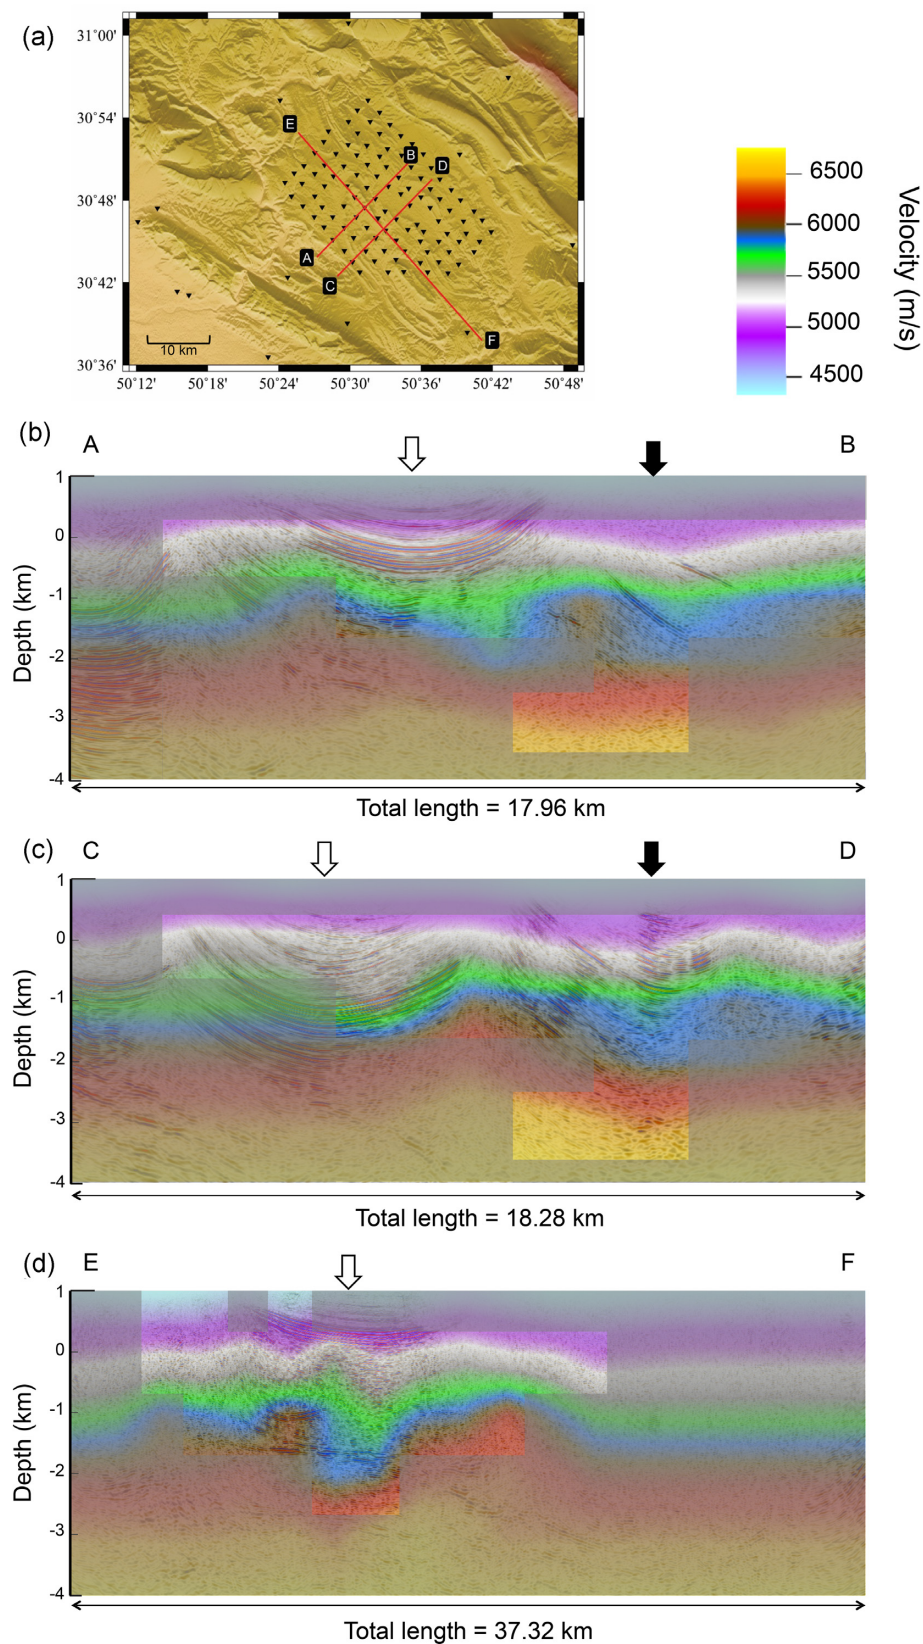 (a)
31°00'
30°54'
30°48'
30°42'
30°36'
E
B
D
A
C
F
10 km
50°12'
50°18'
50°24'
50°30'
50°36'
50°42'
50°48'
6500
6000
5500
5000
4500
Velocity (m/s)
(b)
A
B
1
0
-1
-2
-3
-4
Depth (km)
Total length = 17.96 km
(c)
C
D
1
0
-1
-2
-3
-4
Depth (km)
Total length = 18.28 km
(d)
E
F
1
0
-1
-2
-3
-4
Depth (km)
Total length = 37.32 km